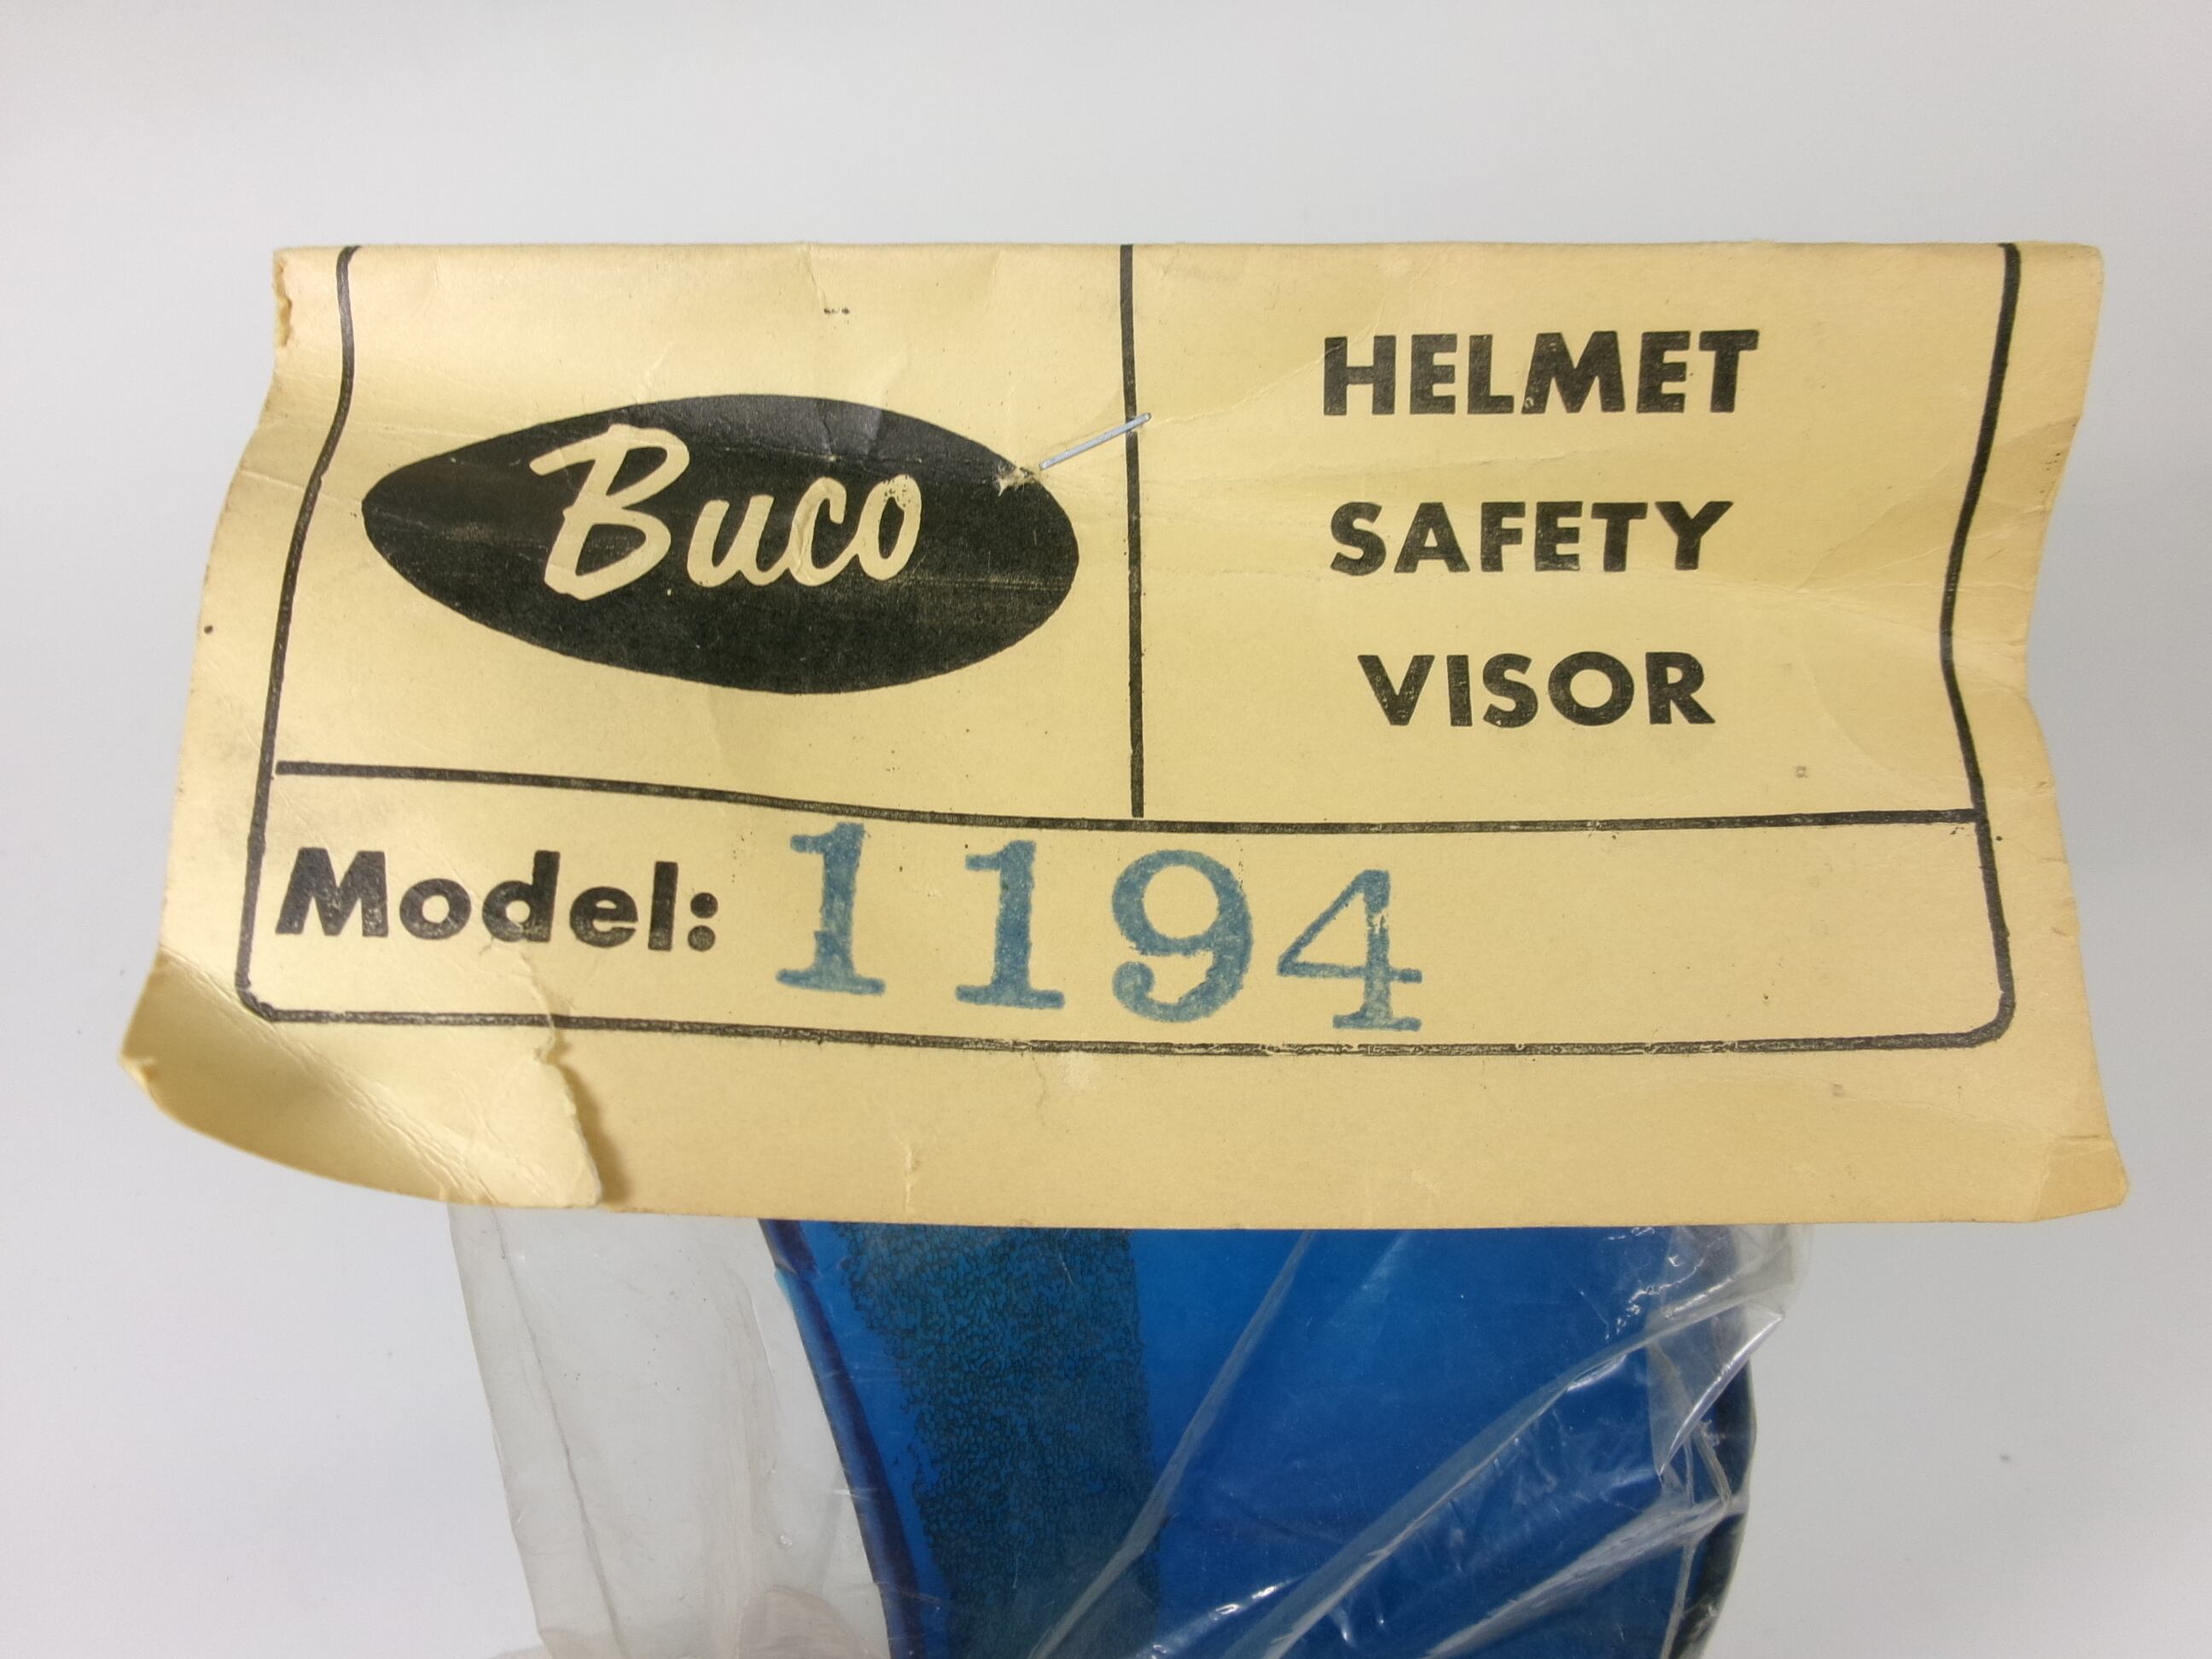 Buco
HELMET
SAFETY
VISOR
Model: 1194